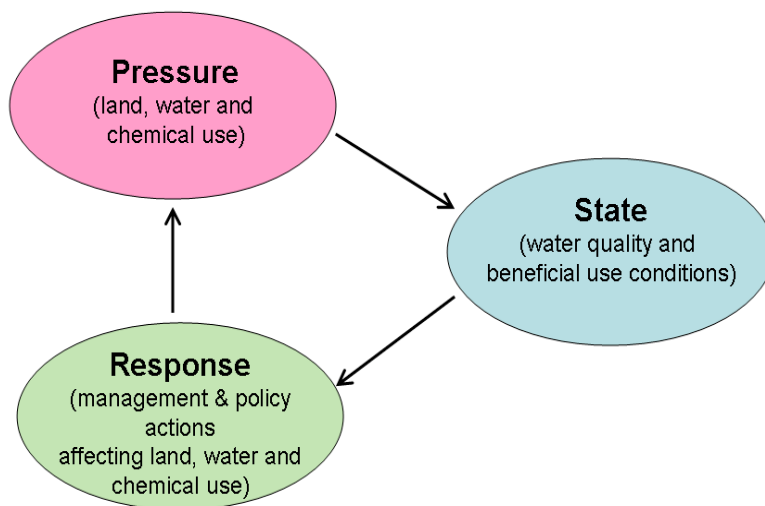 Pressure
(land, water and
chemical use)
State
(water quality and
beneficial use conditions)
Response
(management & policy
actions
affecting land, water and
chemical use)